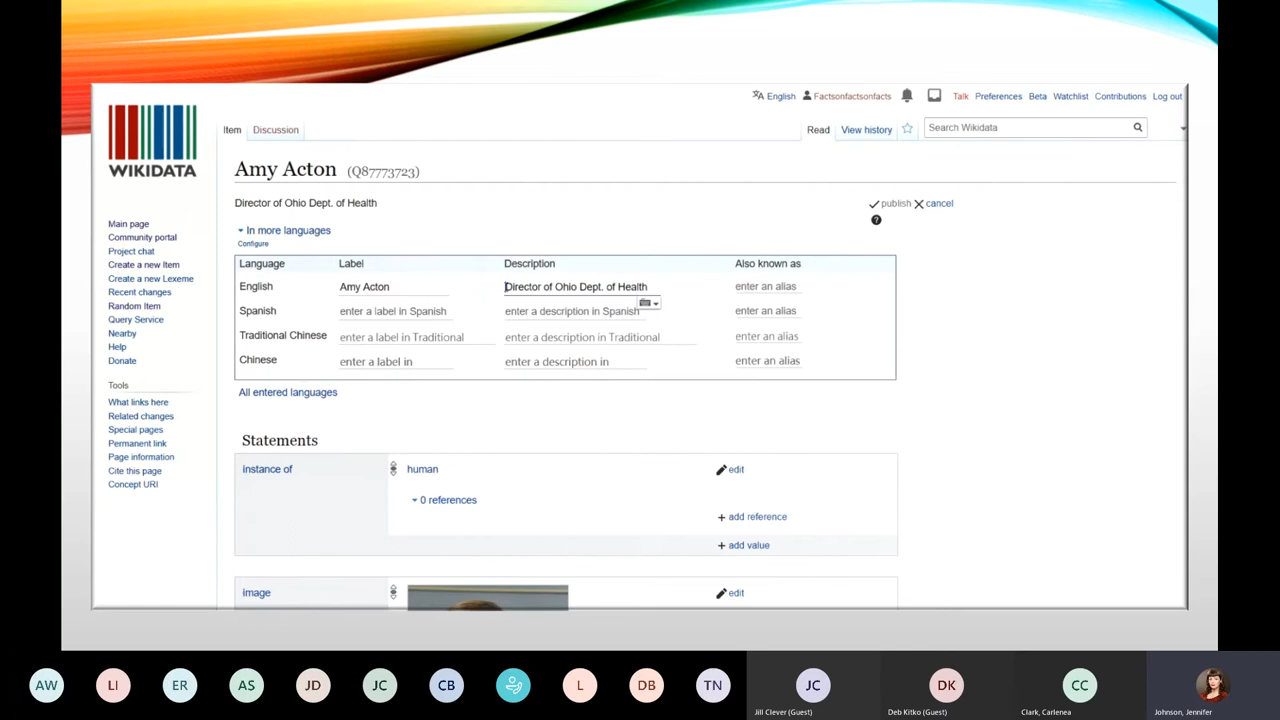 English Factsonfactsonfacts Talk Preferences Beta Watchlist Contributions Log out
Item Discussion Read View history Search Wikidata
WIKIDATA
Amy Acton (Q87773723)
Director of Ohio Dept. of Health
publish cancel
?
In more languages
Configure
Language Label Description Also known as
English Amy Acton Director of Ohio Dept. of Health enter an alias
Spanish enter a label in Spanish enter a description in Spanish enter an alias
Traditional Chinese enter a label in Traditional enter a description in Traditional enter an alias
Chinese enter a label in enter a description in enter an alias
All entered languages
Main page
Community portal
Project chat
Create a new Item
Create a new Lexeme
Recent changes
Random Item
Query Service
Nearby
Help
Donate
Tools
What links here
Related changes
Special pages
Permanent link
Page information
Cite this page
Concept URI
Statements
instance of human edit
0 references
+ add reference
+ add value
image edit
AW LI ER AS JD JC CB L DB TN JC DK CC
Jill Clever (Guest) Deb Kitko (Guest) Clark, Carlenea Johnson, Jennifer